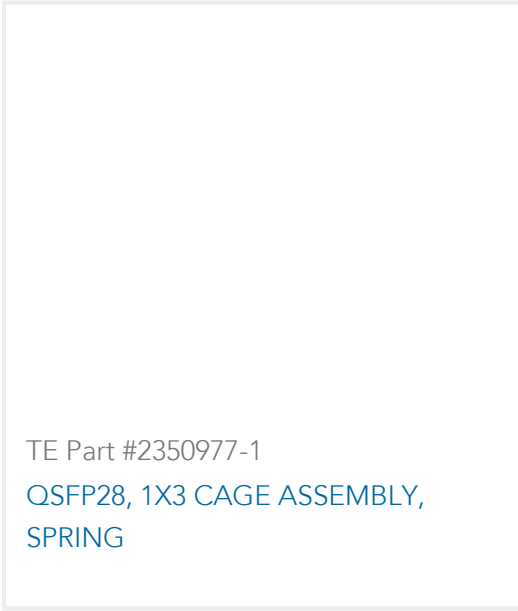 TE Part #2350977-1
QSFP28, 1X3 CAGE ASSEMBLY,
SPRING